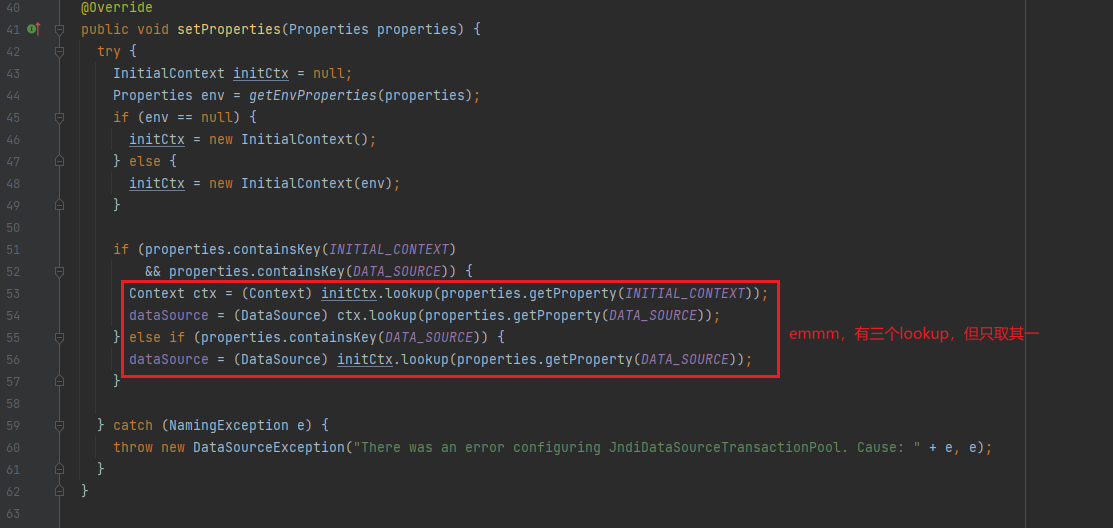 40 @Override
41 public void setProperties(Properties properties) {
42 try {
43 InitialContext initCtx = null;
44 Properties env = getEnvProperties(properties);
45 if (env == null) {
46 initCtx = new InitialContext();
47 } else {
48 initCtx = new InitialContext(env);
49 }
50
51 if (properties.containsKey(INITIAL_CONTEXT)
52 && properties.containsKey(DATA_SOURCE)) {
53 Context ctx = (Context) initCtx.lookup(properties.getProperty(INITIAL_CONTEXT));
54 dataSource = (DataSource) ctx.lookup(properties.getProperty(DATA_SOURCE));
55 } else if (properties.containsKey(DATA_SOURCE)) {
emmm，有三个lookup，但只取其一
56 dataSource = (DataSource) initCtx.lookup(properties.getProperty(DATA_SOURCE));
57 }
58
59 } catch (NamingException e) {
60 throw new DataSourceException("There was an error configuring JndiDataSourceTransactionPool. Cause: " + e, e);
61 }
62 }
63